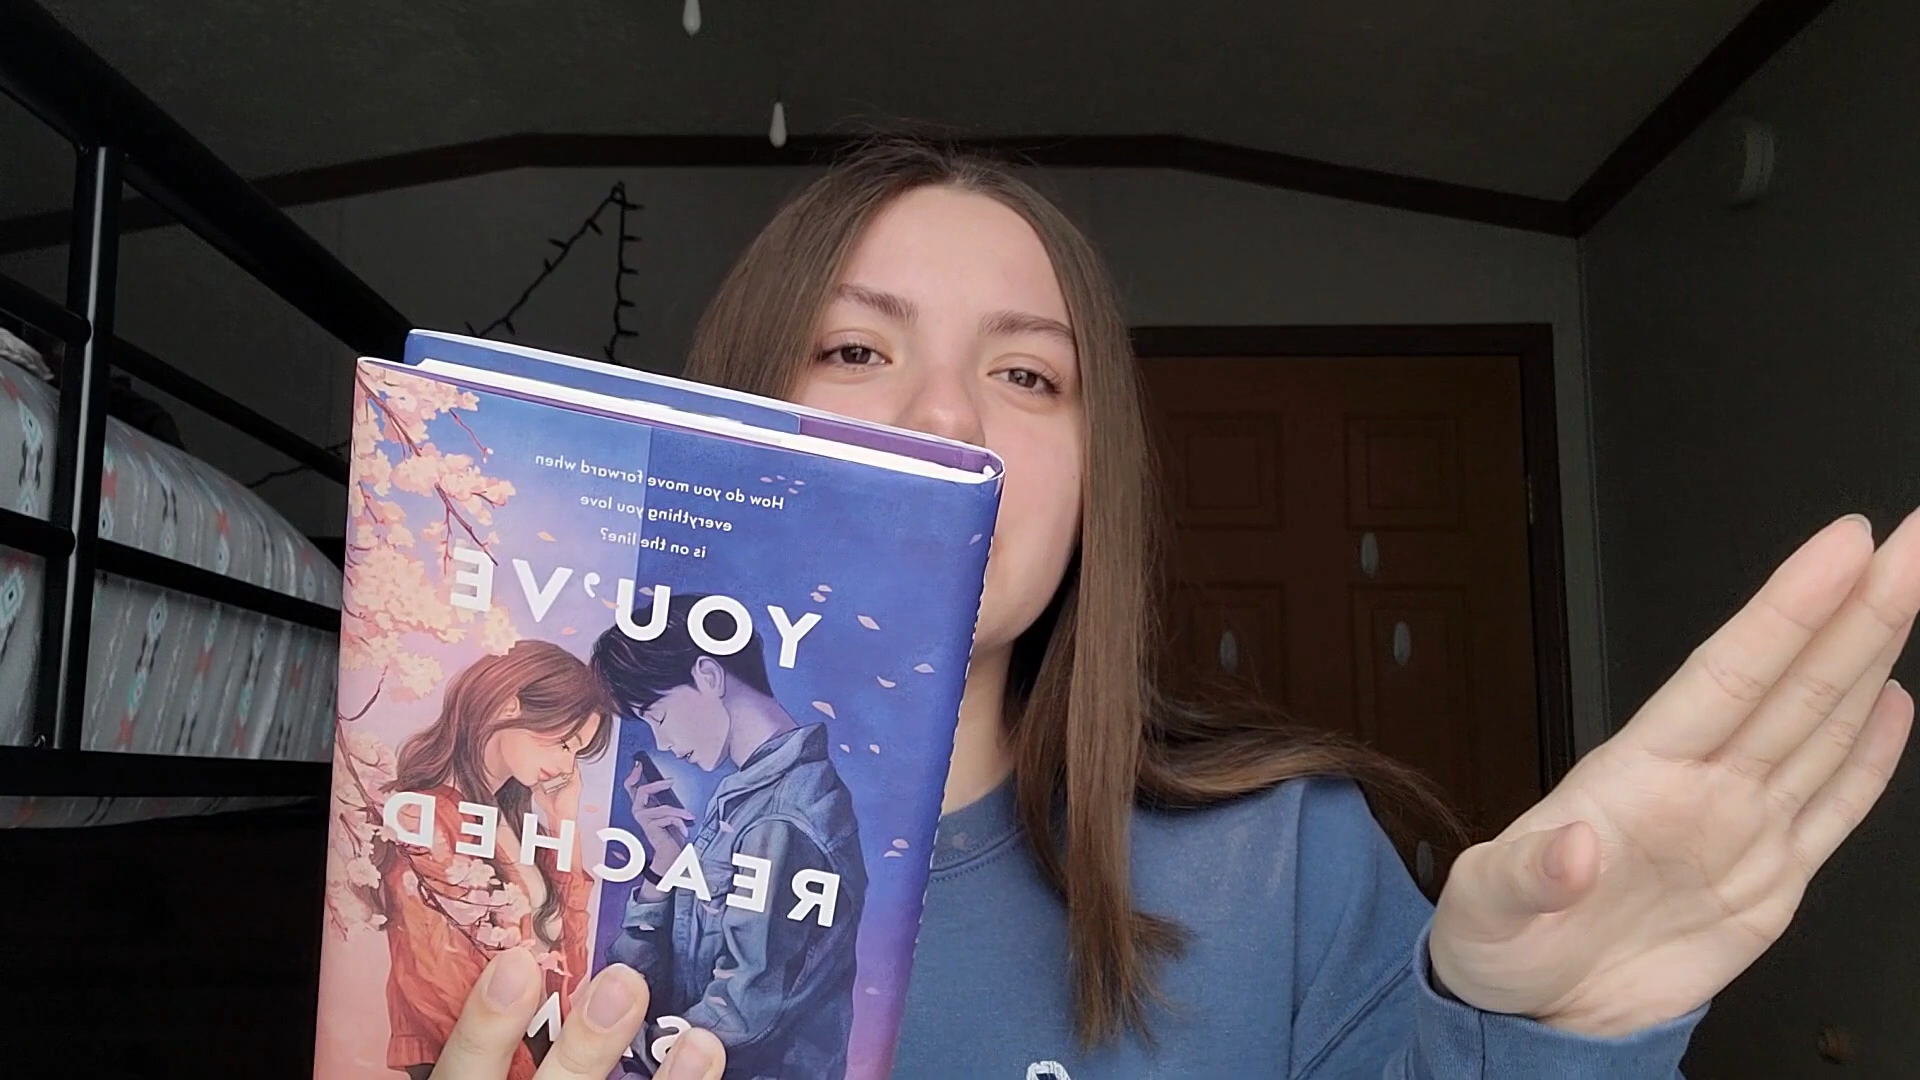 How do you move forward when
everything you love
is on the line?
YOU'VE
REACHED